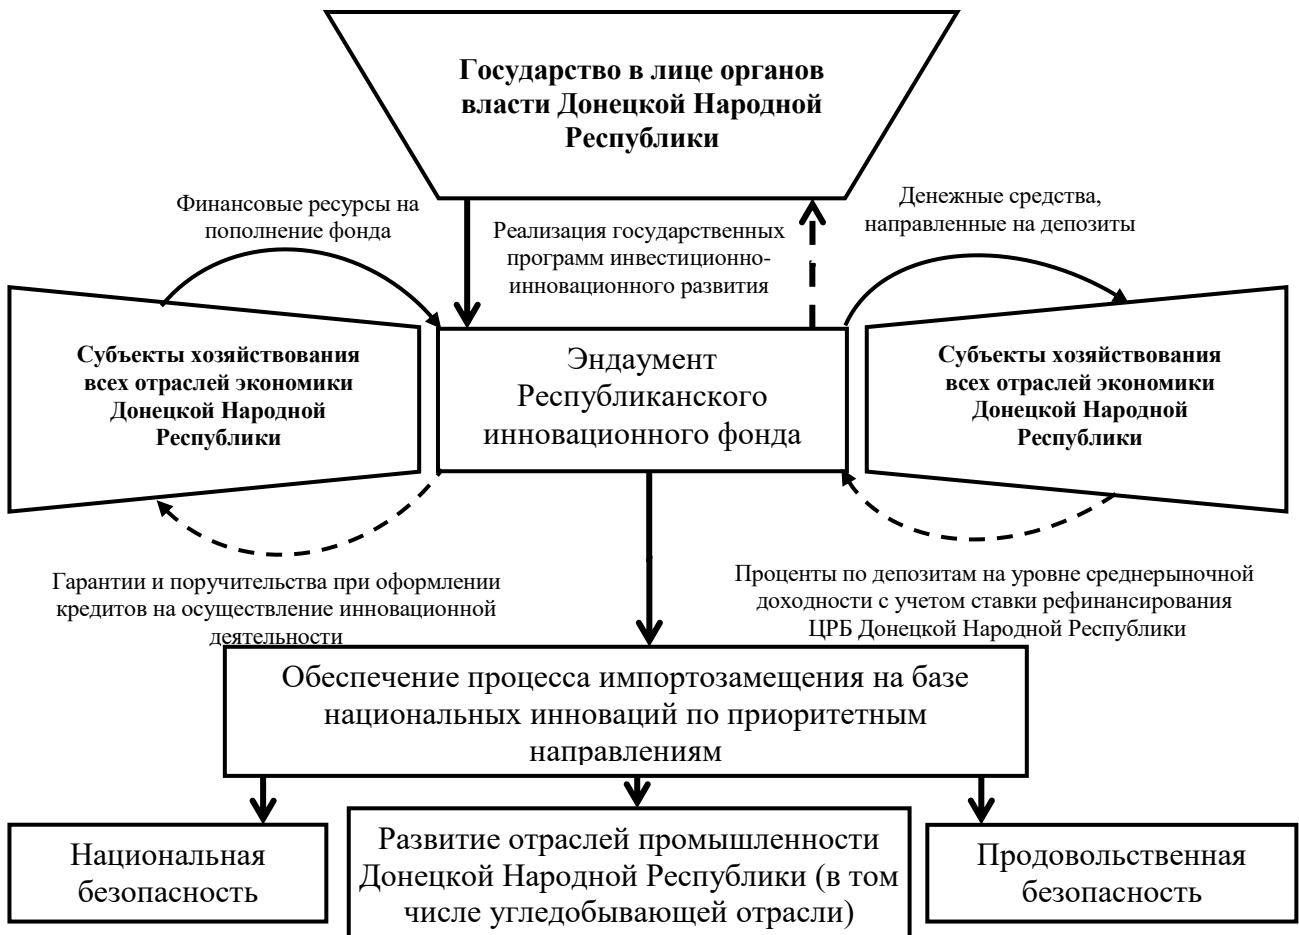 Государство в лице органов
власти Донецкой Народной
Республики
Финансовые ресурсы на
пополнение фонда
Реализация государственных
программ инвестиционно-
инновационного развития
Денежные средства,
направленные на депозиты
Субъекты хозяйствования
всех отраслей экономики
Донецкой Народной
Республики
Эндаумент
Республиканского
инновационного фонда
Субъекты хозяйствования
всех отраслей экономики
Донецкой Народной
Республики
Гарантии и поручительства при оформлении
кредитов на осуществление инновационной
деятельности
Проценты по депозитам на уровне среднерыночной
доходности с учетом ставки рефинансирования
ЦРБ Донецкой Народной Республики
Обеспечение процесса импортозамещения на базе
национальных инноваций по приоритетным
направлениям
Национальная
безопасность
Развитие отраслей промышленности
Донецкой Народной Республики (в том
числе угледобывающей отрасли)
Продовольственная
безопасность